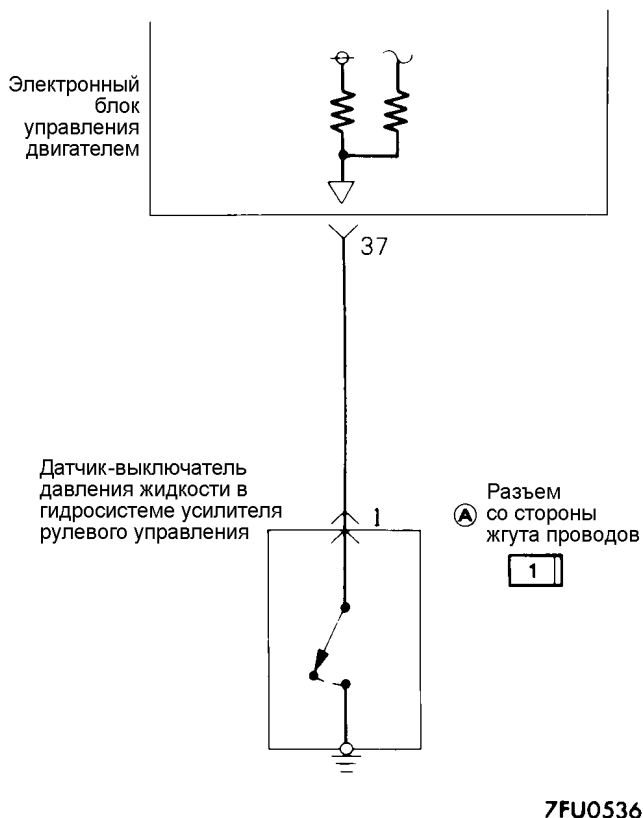 Электронный
блок
управления
двигателем
37
Датчик-выключатель
давления жидкости в
гидросистеме усилителя
рулевого управления
1
А
Разъем
со стороны
жгута проводов
1
7FU0536